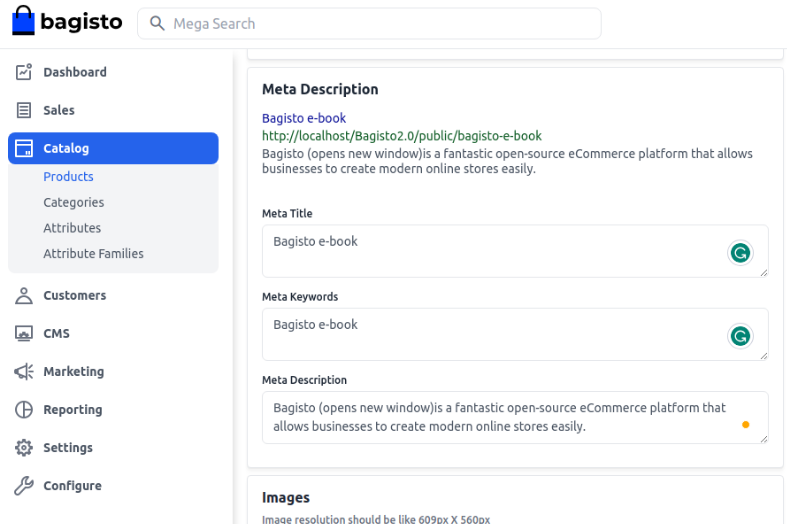 bagisto
Mega Search
Dashboard
Sales
Catalog
Products
Categories
Attributes
Attribute Families
Customers
CMS
Marketing
Reporting
Settings
Configure
Meta Description
Bagisto e-book
http://localhost/Bagisto2.0/public/bagisto-e-book
Bagisto (opens new window)is a fantastic open-source eCommerce platform that allows
businesses to create modern online stores easily.
Meta Title
Bagisto e-book
Meta Keywords
Bagisto e-book
Meta Description
Bagisto (opens new window)is a fantastic open-source eCommerce platform that
allows businesses to create modern online stores easily.
Images
Image resolution should be like 609px X 560px